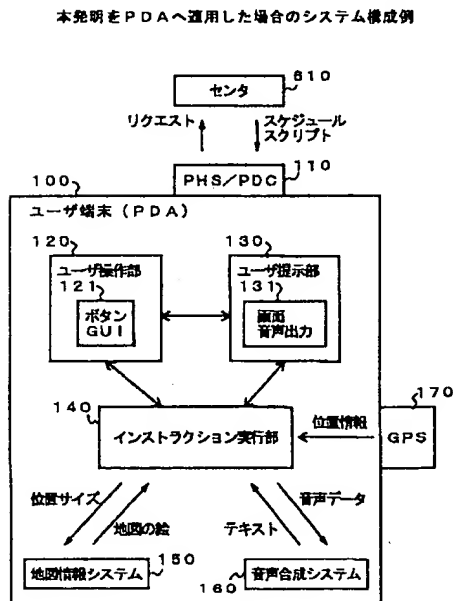 本発明をPDAへ適用した場合のシステム構成例
センタ
610
リクエスト
スケジュール
スクリプト
110
PHS/PDC
100
ユーザ端末(PDA)
120
ユーザ操作部
121
ボタン
GUI
130
ユーザ提示部
131
画面
音声出力
140
インストラクション実行部
位置情報
170
GPS
位置サイズ
地図の絵
テキスト
音声データ
地図情報システム
150
160
音声合成システム